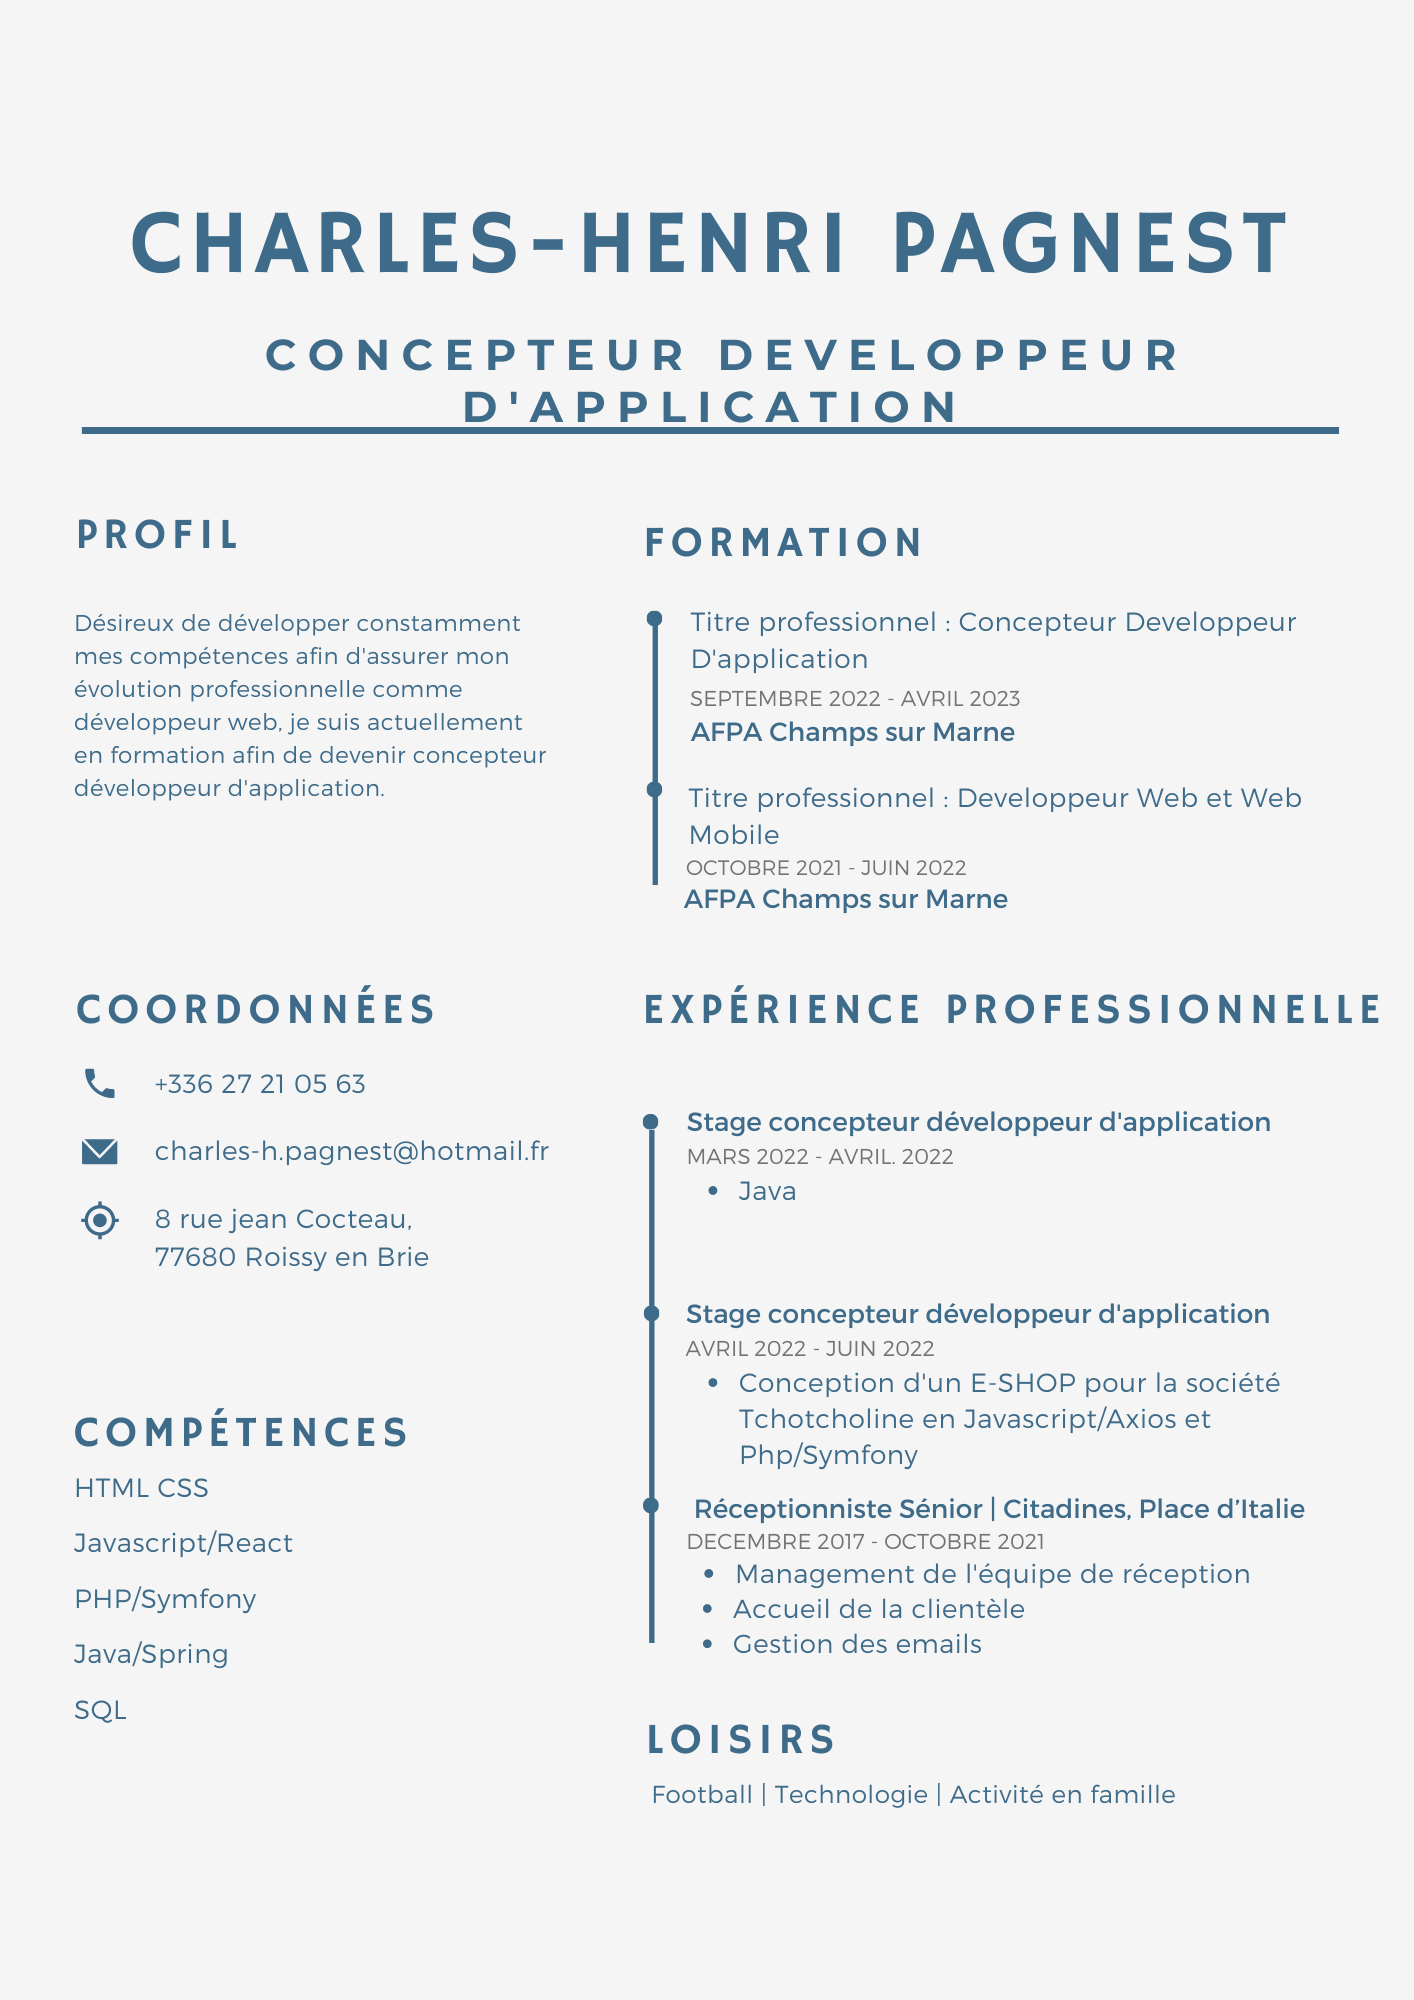 CHARLES-HENRI PAGNEST
CONCEPTEUR DEVELOPPEUR
D'APPLICATION
PROFIL
Désireux de développer constamment
mes compétences afin d'assurer mon
évolution professionnelle comme
développeur web, je suis actuellement
en formation afin de devenir concepteur
développeur d'application.
FORMATION
Titre professionnel : Concepteur Developpeur
D'application
SEPTEMBRE 2022 - AVRIL 2023
AFPA Champs sur Marne
Titre professionnel : Developpeur Web et Web
Mobile
OCTOBRE 2021 - JUIN 2022
AFPA Champs sur Marne
COORDONNÉES
+336 27 21 05 63
charles-h.pagnest@hotmail.fr
8 rue jean Cocteau,
77680 Roissy en Brie
COMPÉTENCES
HTML CSS
Javascript/React
PHP/Symfony
Java/Spring
SQL
EXPÉRIENCE PROFESSIONNELLE
Stage concepteur développeur d'application
MARS 2022 - AVRIL. 2022
• Java
Stage concepteur développeur d'application
AVRIL 2022 - JUIN 2022
• Conception d'un E-SHOP pour la société
Tchotcholine en Javascript/Axios et
Php/Symfony
Réceptionniste Sénior | Citadines, Place d’Italie
DECEMBRE 2017 - OCTOBRE 2021
• Management de l'équipe de réception
• Accueil de la clientèle
• Gestion des emails
LOISIRS
Football | Technologie | Activité en famille